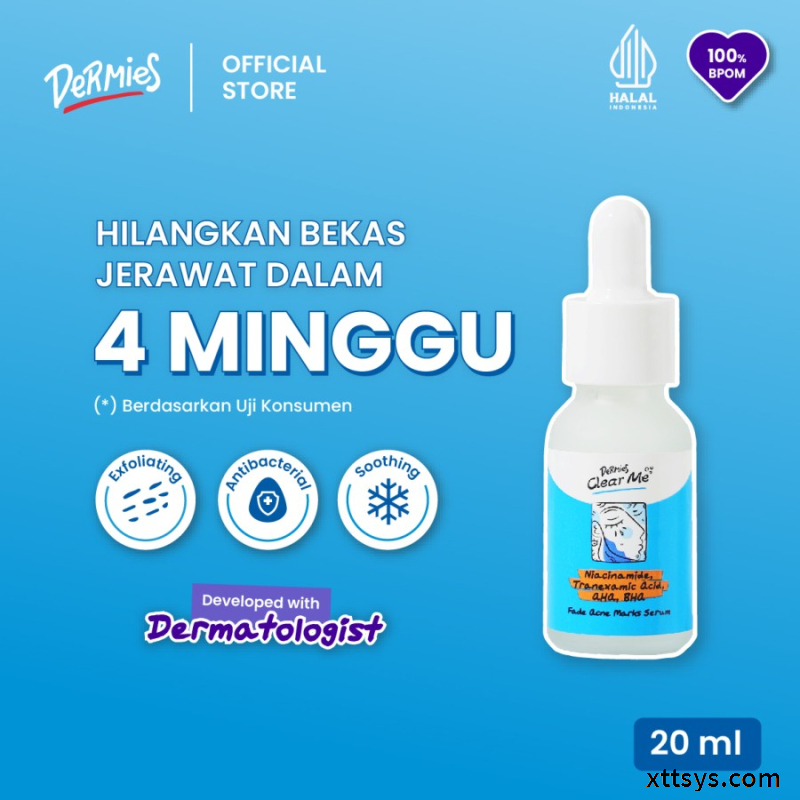 DERMIES
OFFICIAL
STORE
HALAL
INDONESIA
100%
BPOM
HILANGKAN BEKAS
JERAWAT DALAM
4 MINGGU
(*) Berdasarkan Uji Konsumen
Exfoliating
Antibacterial
Soothing
Developed with
Dermatologist
DERMIES
Clear Me
Niacinamide,
Tranexamic Acid,
AHA, BHA
Fade Acne Marks Serum
20 ml
xttsys.com